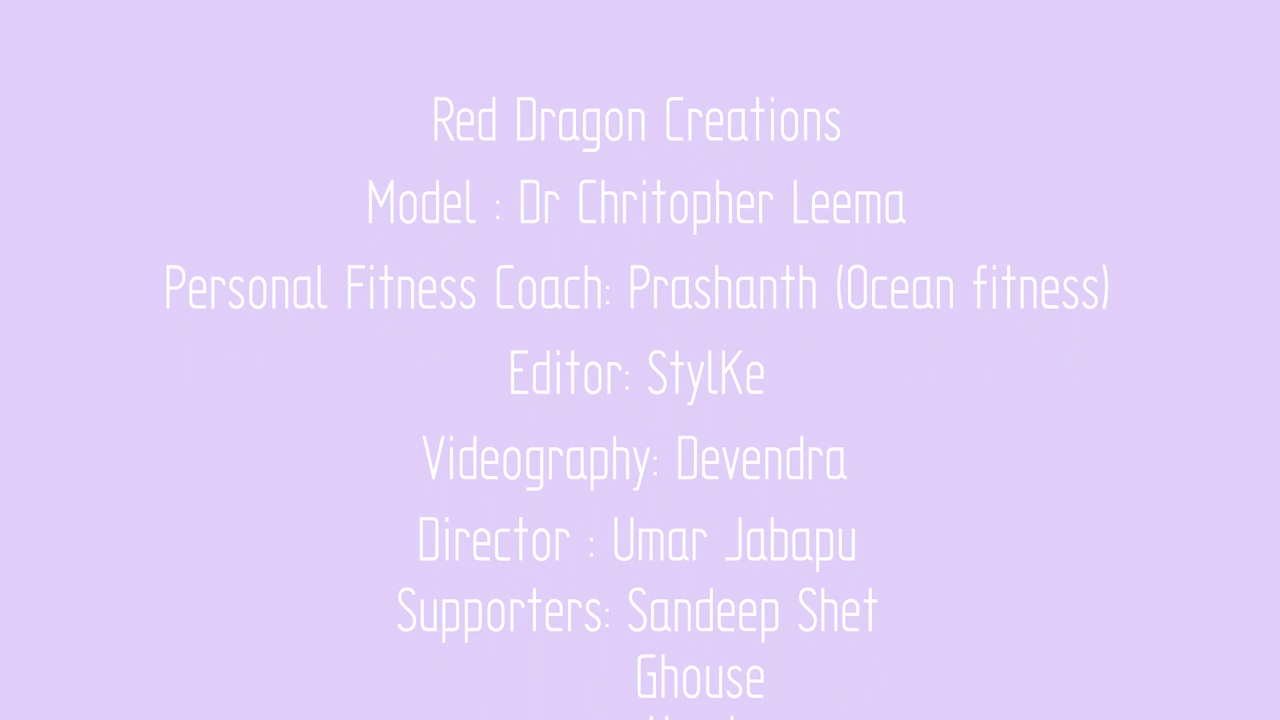 Red Dragon Creations
Model : Dr Chritopher Leema
Personal Fitness Coach: Prashanth (Ocean fitness)
Editor: StylKe
Videography: Devendra
Director : Umar Jabapu
Supporters: Sandeep Shet
Ghouse